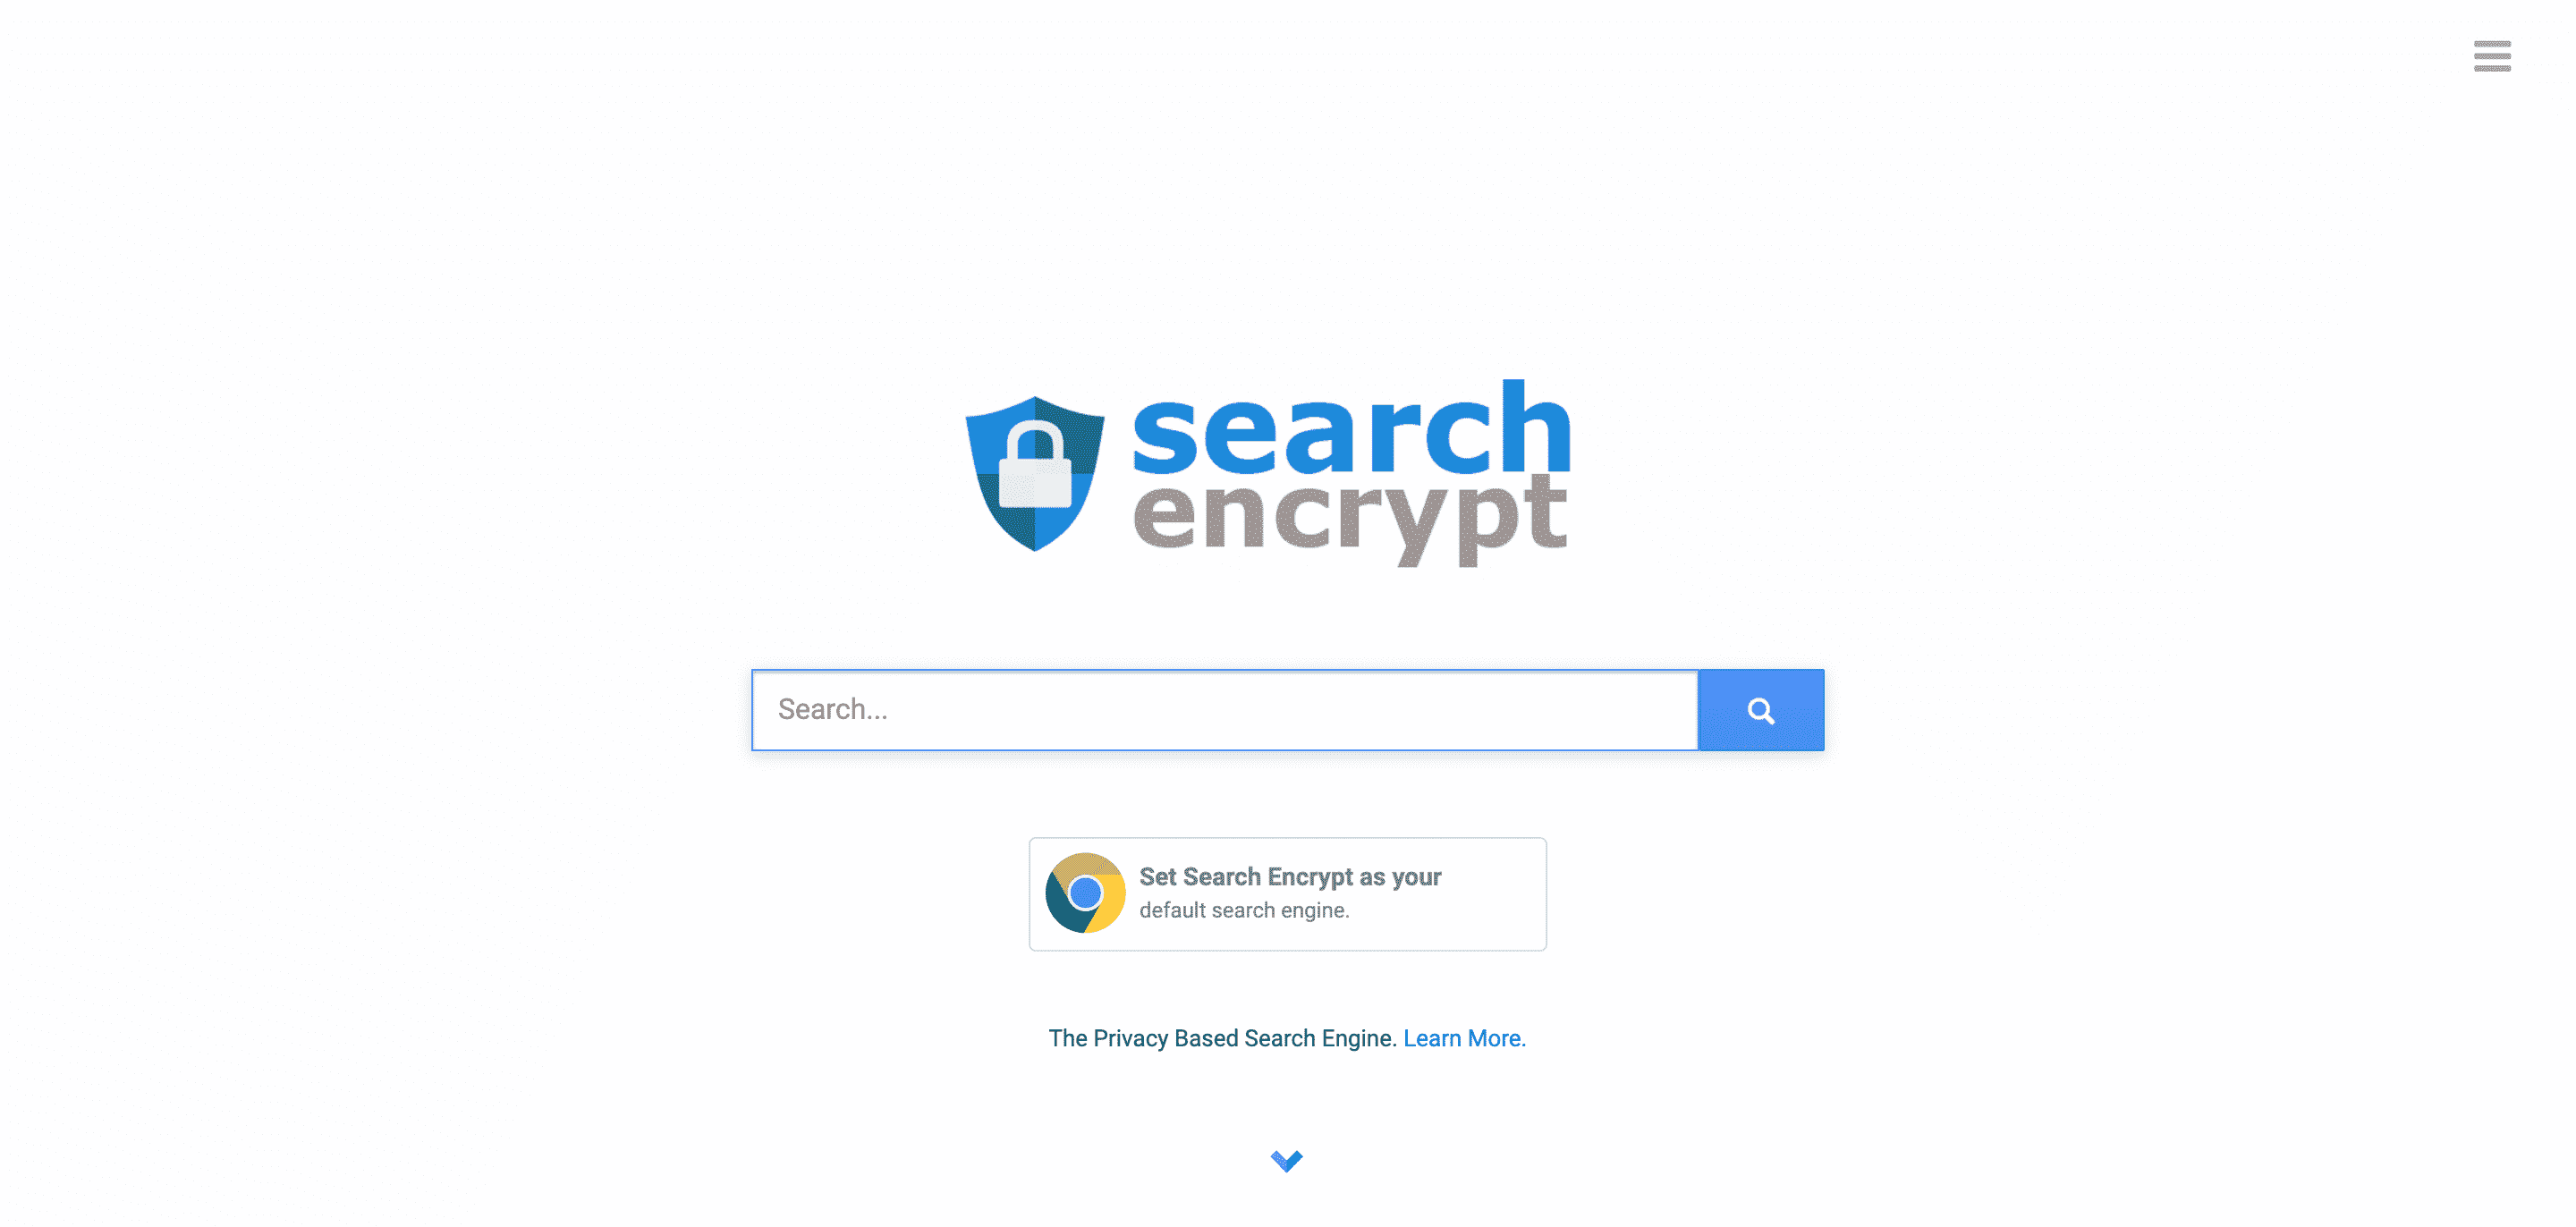 search
encrypt
Search...
Set Search Encrypt as your
default search engine.
The Privacy Based Search Engine. Learn More.